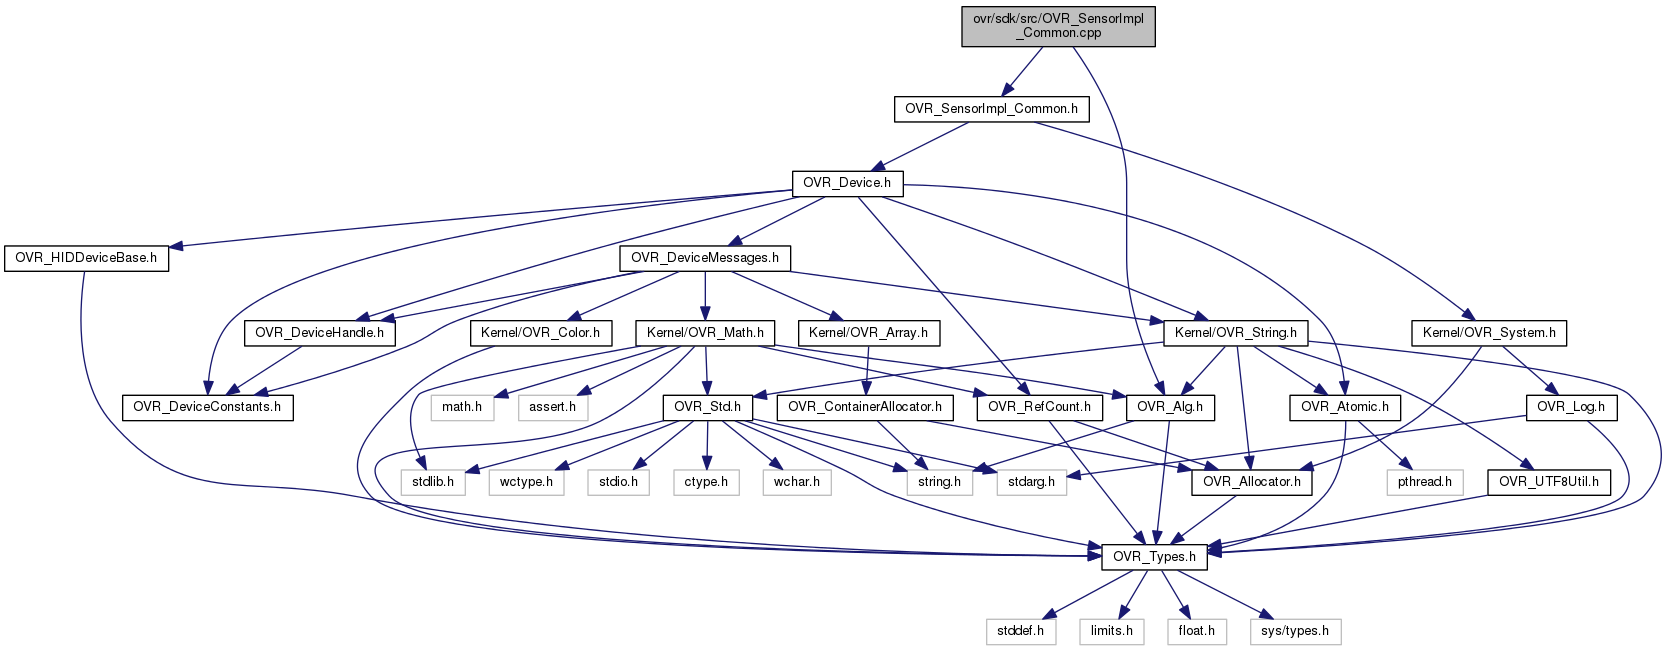 ovr/sdk/src/OVR_SensorImpl
_Common.cpp
OVR_SensorImpl_Common.h
OVR_Device.h
OVR_HIDDeviceBase.h
OVR_DeviceMessages.h
OVR_DeviceHandle.h
Kernel/OVR_Color.h
Kernel/OVR_Math.h
Kernel/OVR_Array.h
Kernel/OVR_String.h
Kernel/OVR_System.h
OVR_DeviceConstants.h
math.h
assert.h
OVR_Std.h
OVR_ContainerAllocator.h
OVR_RefCount.h
OVR_Alg.h
OVR_Atomic.h
OVR_Log.h
stdlib.h
wctype.h
stdio.h
ctype.h
wchar.h
string.h
stdarg.h
OVR_Allocator.h
pthread.h
OVR_UTF8Util.h
OVR_Types.h
stddef.h
limits.h
float.h
sys/types.h